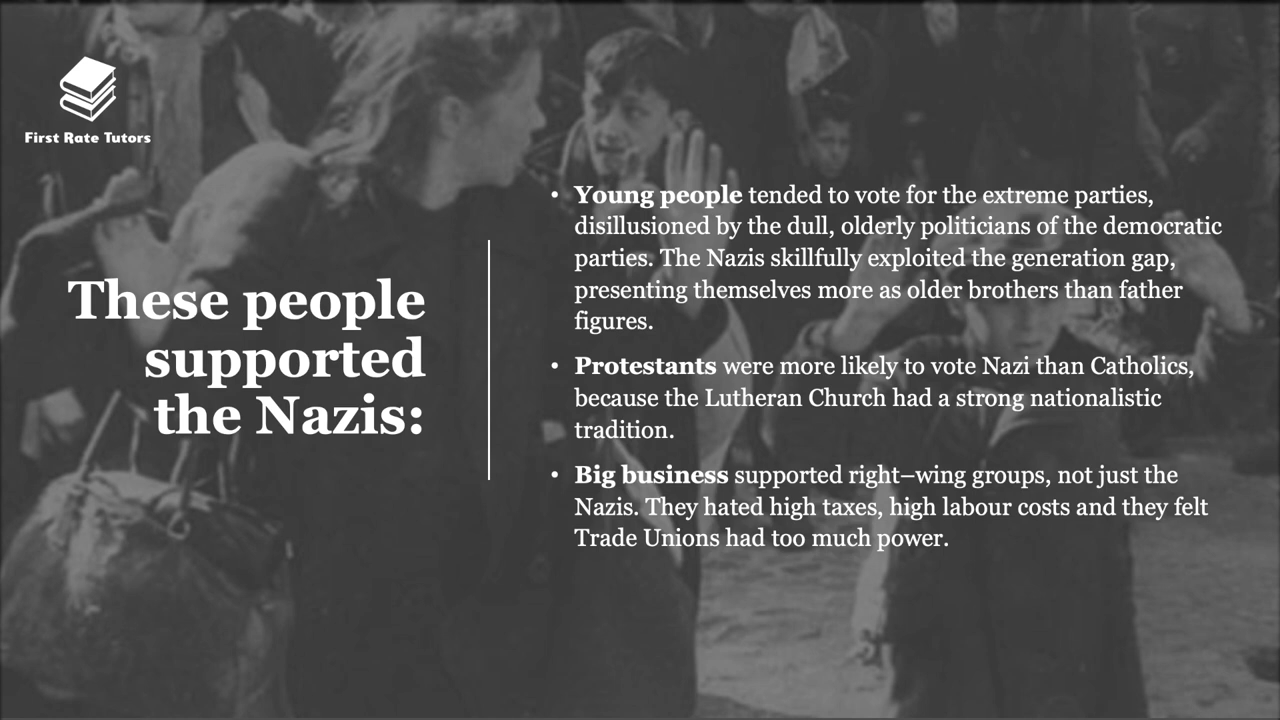 First Rate Tutors
These people
supported
the Nazis:
• Young people tended to vote for the extreme parties,
disillusioned by the dull, olderly politicians of the democratic
parties. The Nazis skillfully exploited the generation gap,
presenting themselves more as older brothers than father
figures.
• Protestants were more likely to vote Nazi than Catholics,
because the Lutheran Church had a strong nationalistic
tradition.
• Big business supported right–wing groups, not just the
Nazis. They hated high taxes, high labour costs and they felt
Trade Unions had too much power.